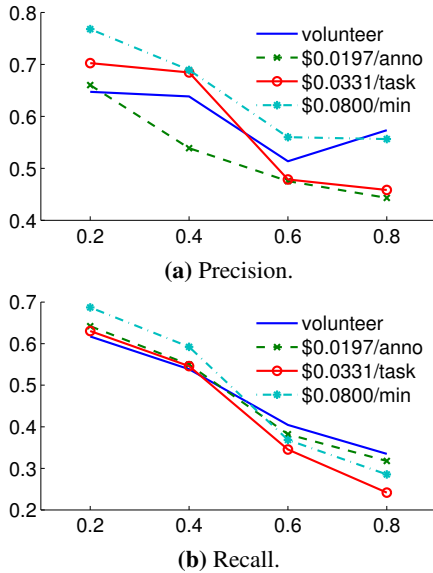 0.8
0.7
0.6
0.5
0.4
volunteer
$0.0197/anno
$0.0331/task
$0.0800/min
0.2 0.4 0.6 0.8
(a) Precision.
0.7
0.6
0.5
0.4
0.3
0.2
volunteer
$0.0197/anno
$0.0331/task
$0.0800/min
0.2 0.4 0.6 0.8
(b) Recall.